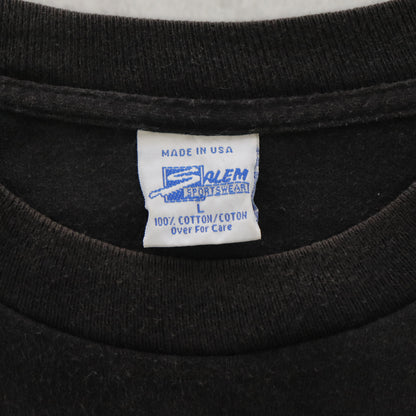 MADE IN USA
SALEM
SPORTSWEAR
L
100% COTTON/COTON
Over For Care